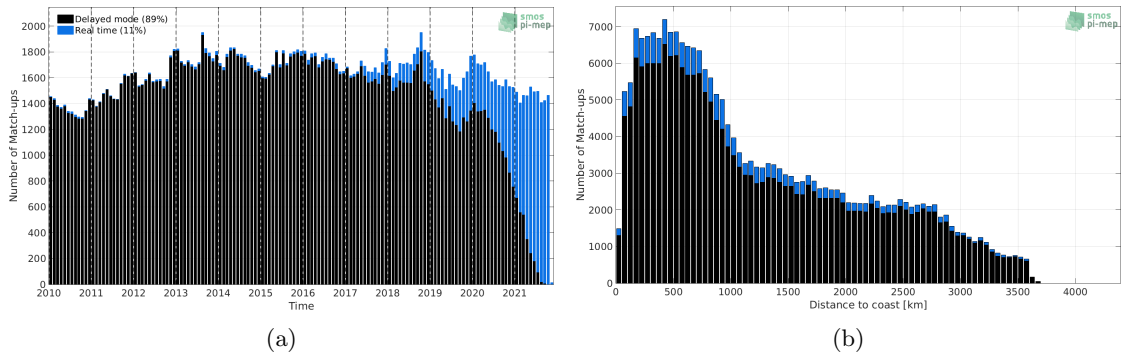 Delayed mode (89%)
Real time (11%)
smos
pi-mep
Number of Match-ups
2000
1800
1600
1400
1200
1000
800
600
400
200
0
2010 2011 2012 2013 2014 2015 2016 2017 2018 2019 2020 2021
Time
(a)
smos
pi-mep
Number of Match-ups
7000
6000
5000
4000
3000
2000
1000
0
0 500 1000 1500 2000 2500 3000 3500 4000
Distance to coast [km]
(b)